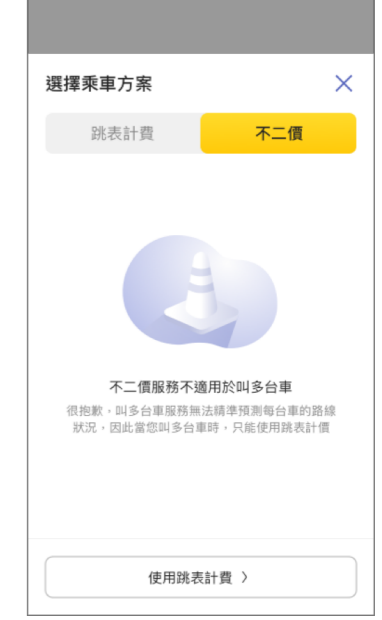 選擇乘車方案
跳表計費
不二價
不二價服務不適用於叫多台車
很抱歉，叫多台車服務無法精準預測每台車的路線
狀況，因此當您叫多台車時，只能使用跳表計價
使用跳表計費 〉